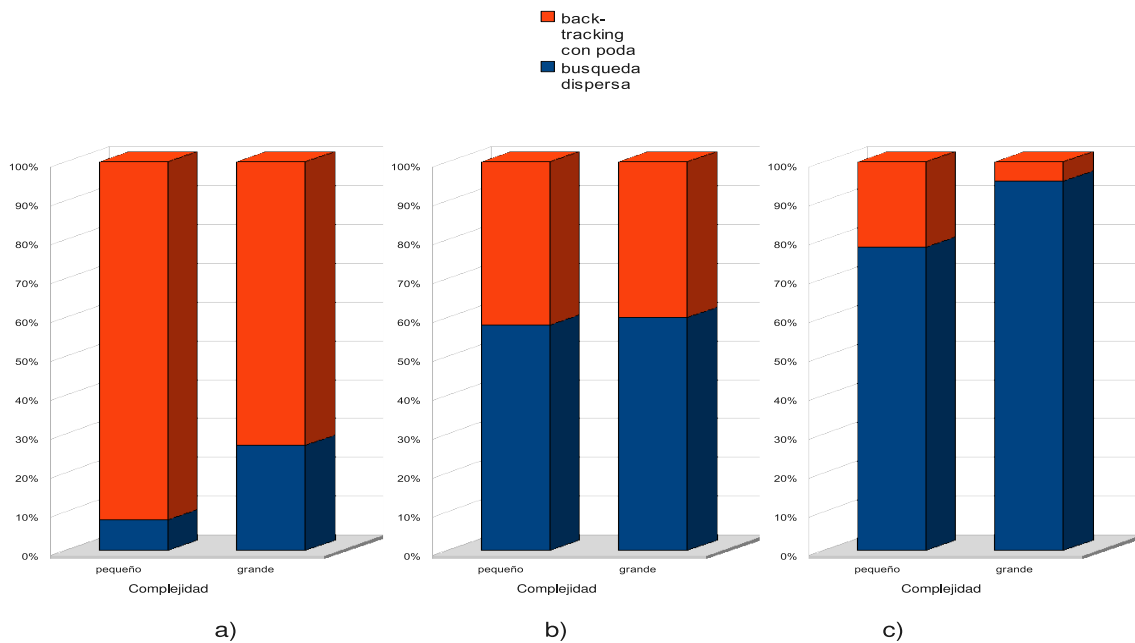 back-
tracking
con poda
busqueda
dispersa
100%
90%
80%
70%
60%
50%
40%
30%
20%
10%
0%
pequeño
grande
Complejidad
a)
100%
90%
80%
70%
60%
50%
40%
30%
20%
10%
0%
pequeño
grande
Complejidad
b)
100%
90%
80%
70%
60%
50%
40%
30%
20%
10%
0%
pequeño
grande
Complejidad
c)